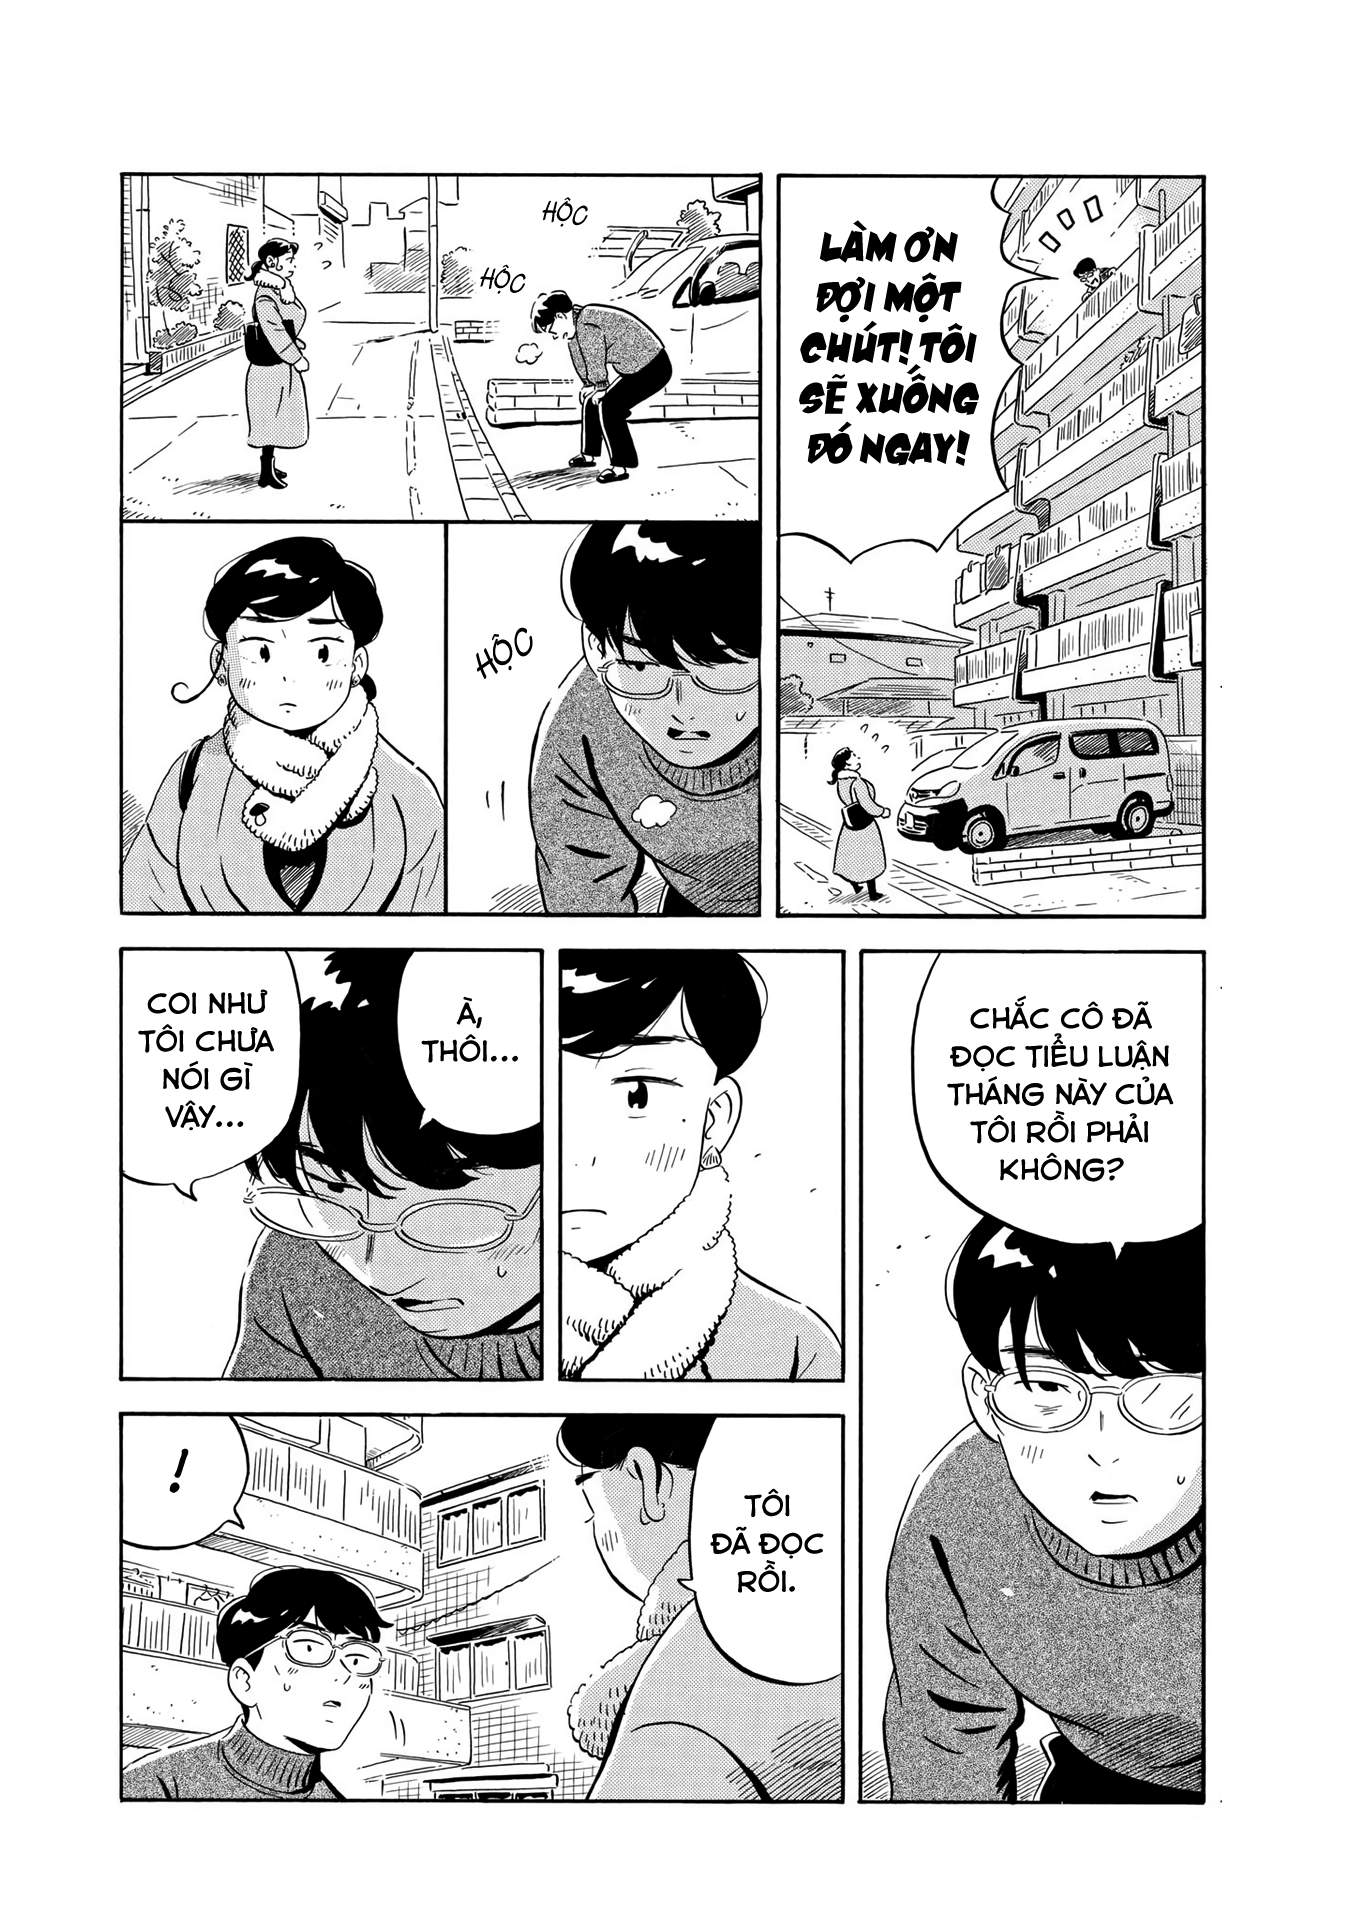 LÀM ƠN
ĐỢI MỘT
CHÚT! TÔI
SẼ XUỐNG
ĐÓ NGAY!
HỘC
HỘC
HỘC
CHẮC CÔ ĐÃ
ĐỌC TIỂU LUẬN
THÁNG NÀY CỦA
TÔI RỒI PHẢI
KHÔNG?
À,
THÔI...
COI NHƯ
TÔI CHƯA
NÓI GÌ
VẬY...
TÔI
ĐÃ ĐỌC
RỒI.
!